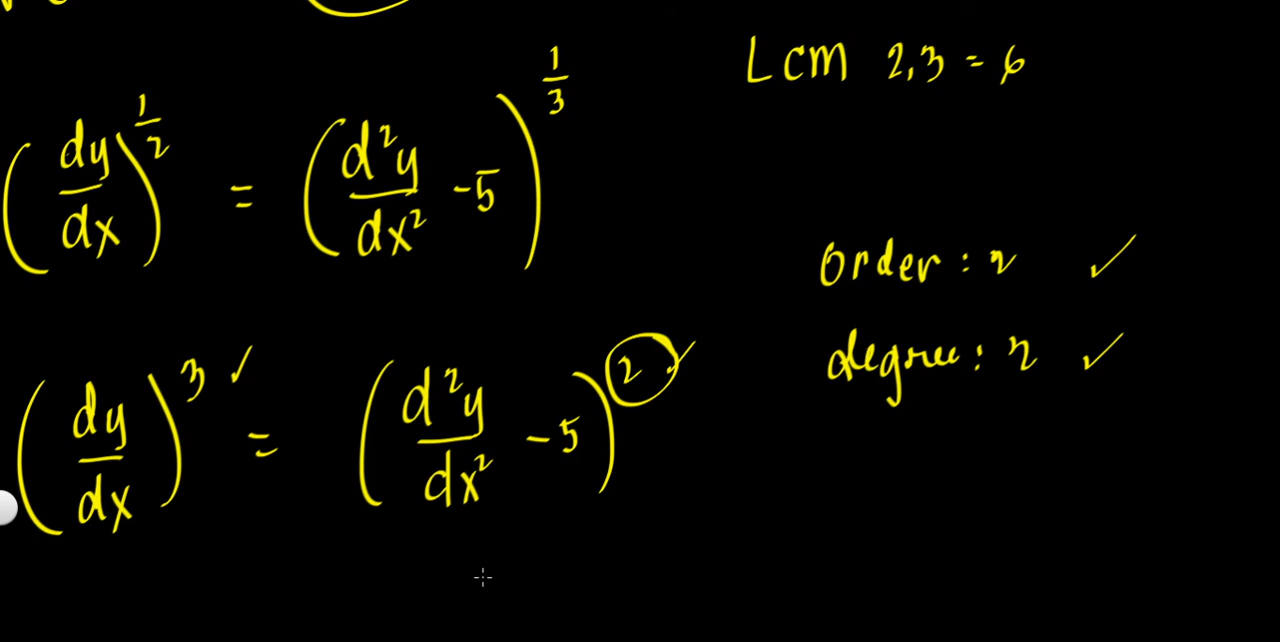 Lcm 2,3 = 6
(dy/dx)^(1/2) = (d²y/dx² - 5)^(1/3)
order : 2 ✓
degree : 2 ✓
(dy/dx)³ ✓ = (d²y/dx² - 5)² ✓